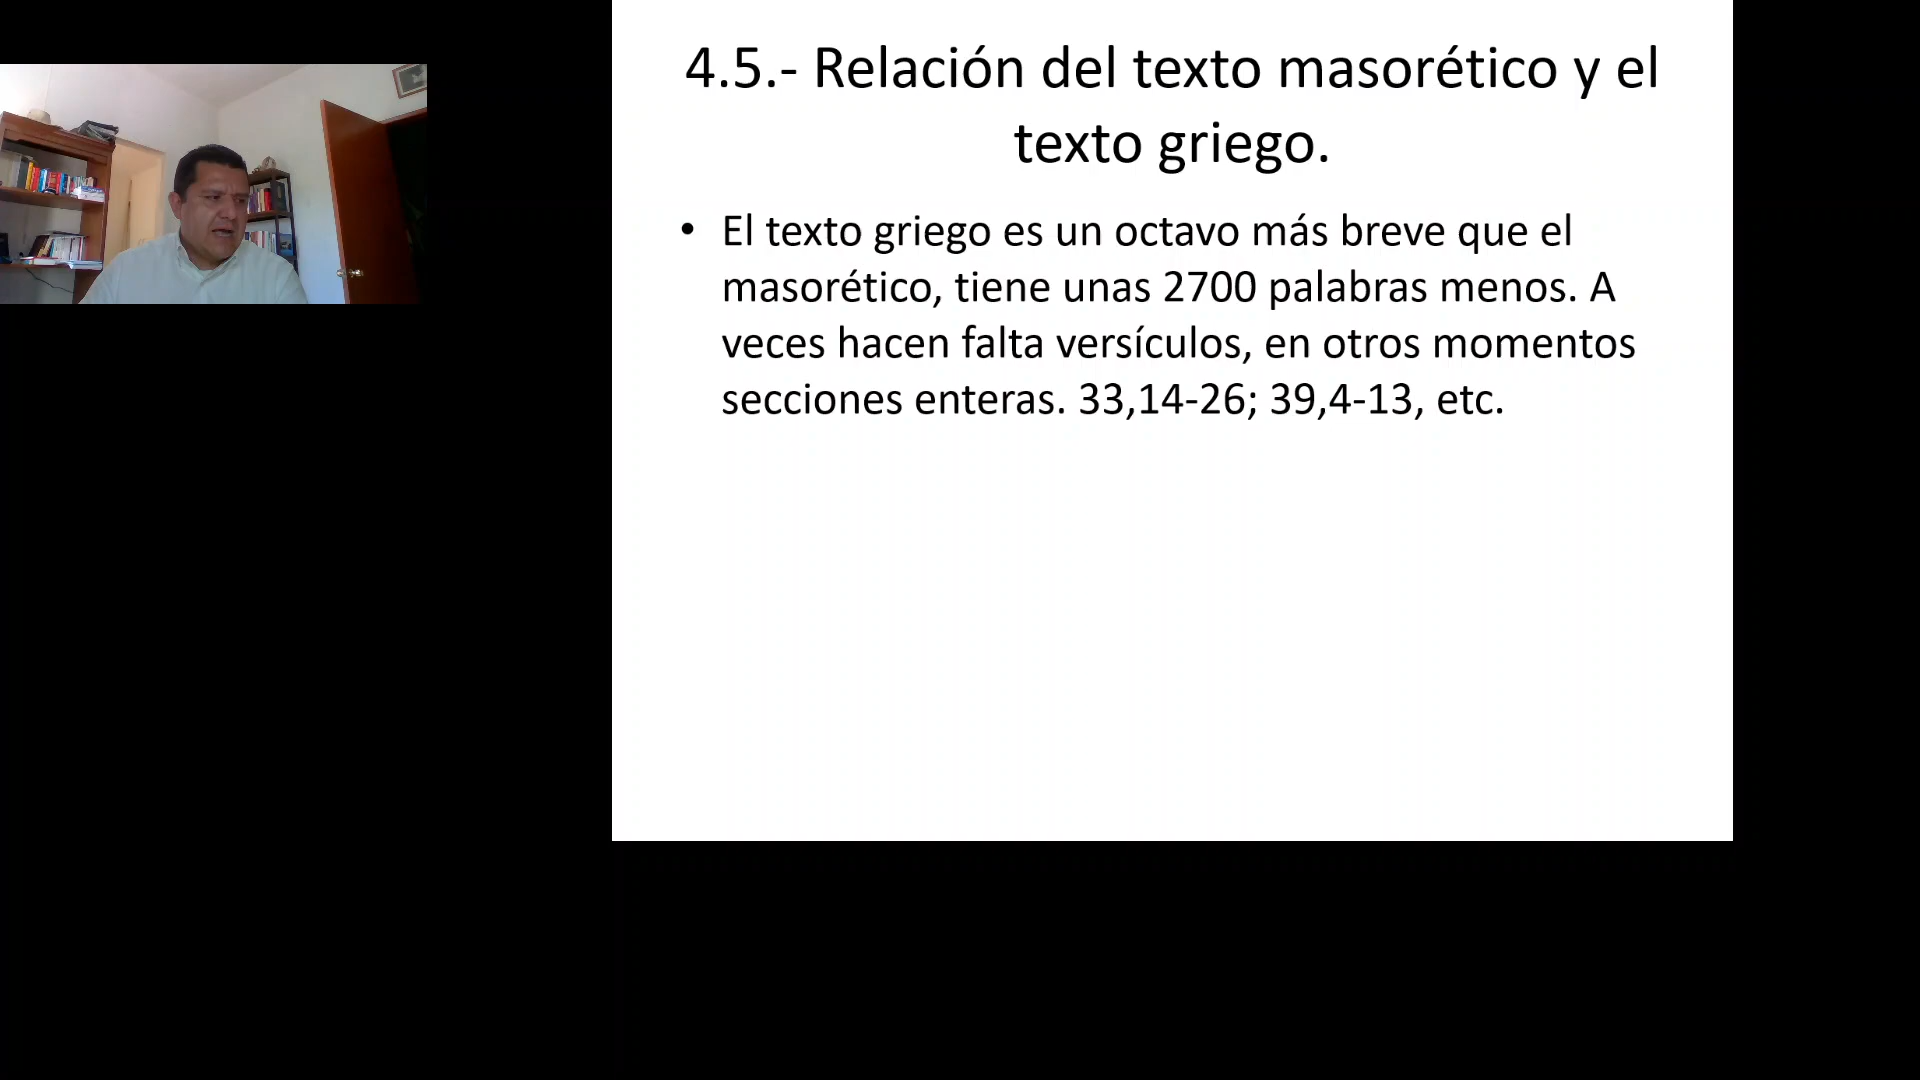 4.5.- Relación del texto masorético y el
texto griego.
• El texto griego es un octavo más breve que el
masorético, tiene unas 2700 palabras menos. A
veces hacen falta versículos, en otros momentos
secciones enteras. 33,14-26; 39,4-13, etc.